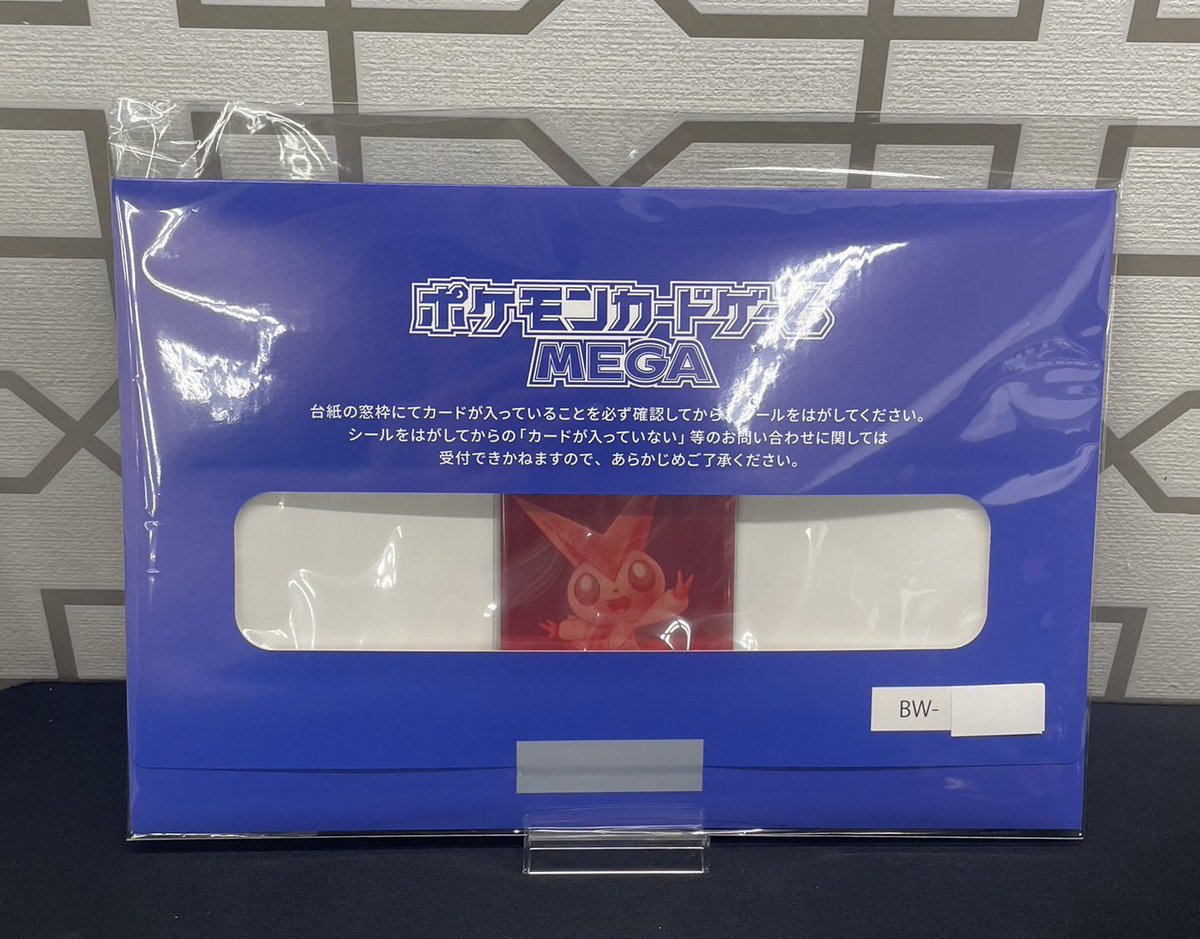 ポケモンカードゲーム
MEGA
台紙の窓枠にてカードが入っていることを必ず確認してから、シールをはがしてください。
シールをはがしてからの「カードが入っていない」等のお問い合わせに関しては
受付できかねますので、あらかじめご了承ください。
BW-